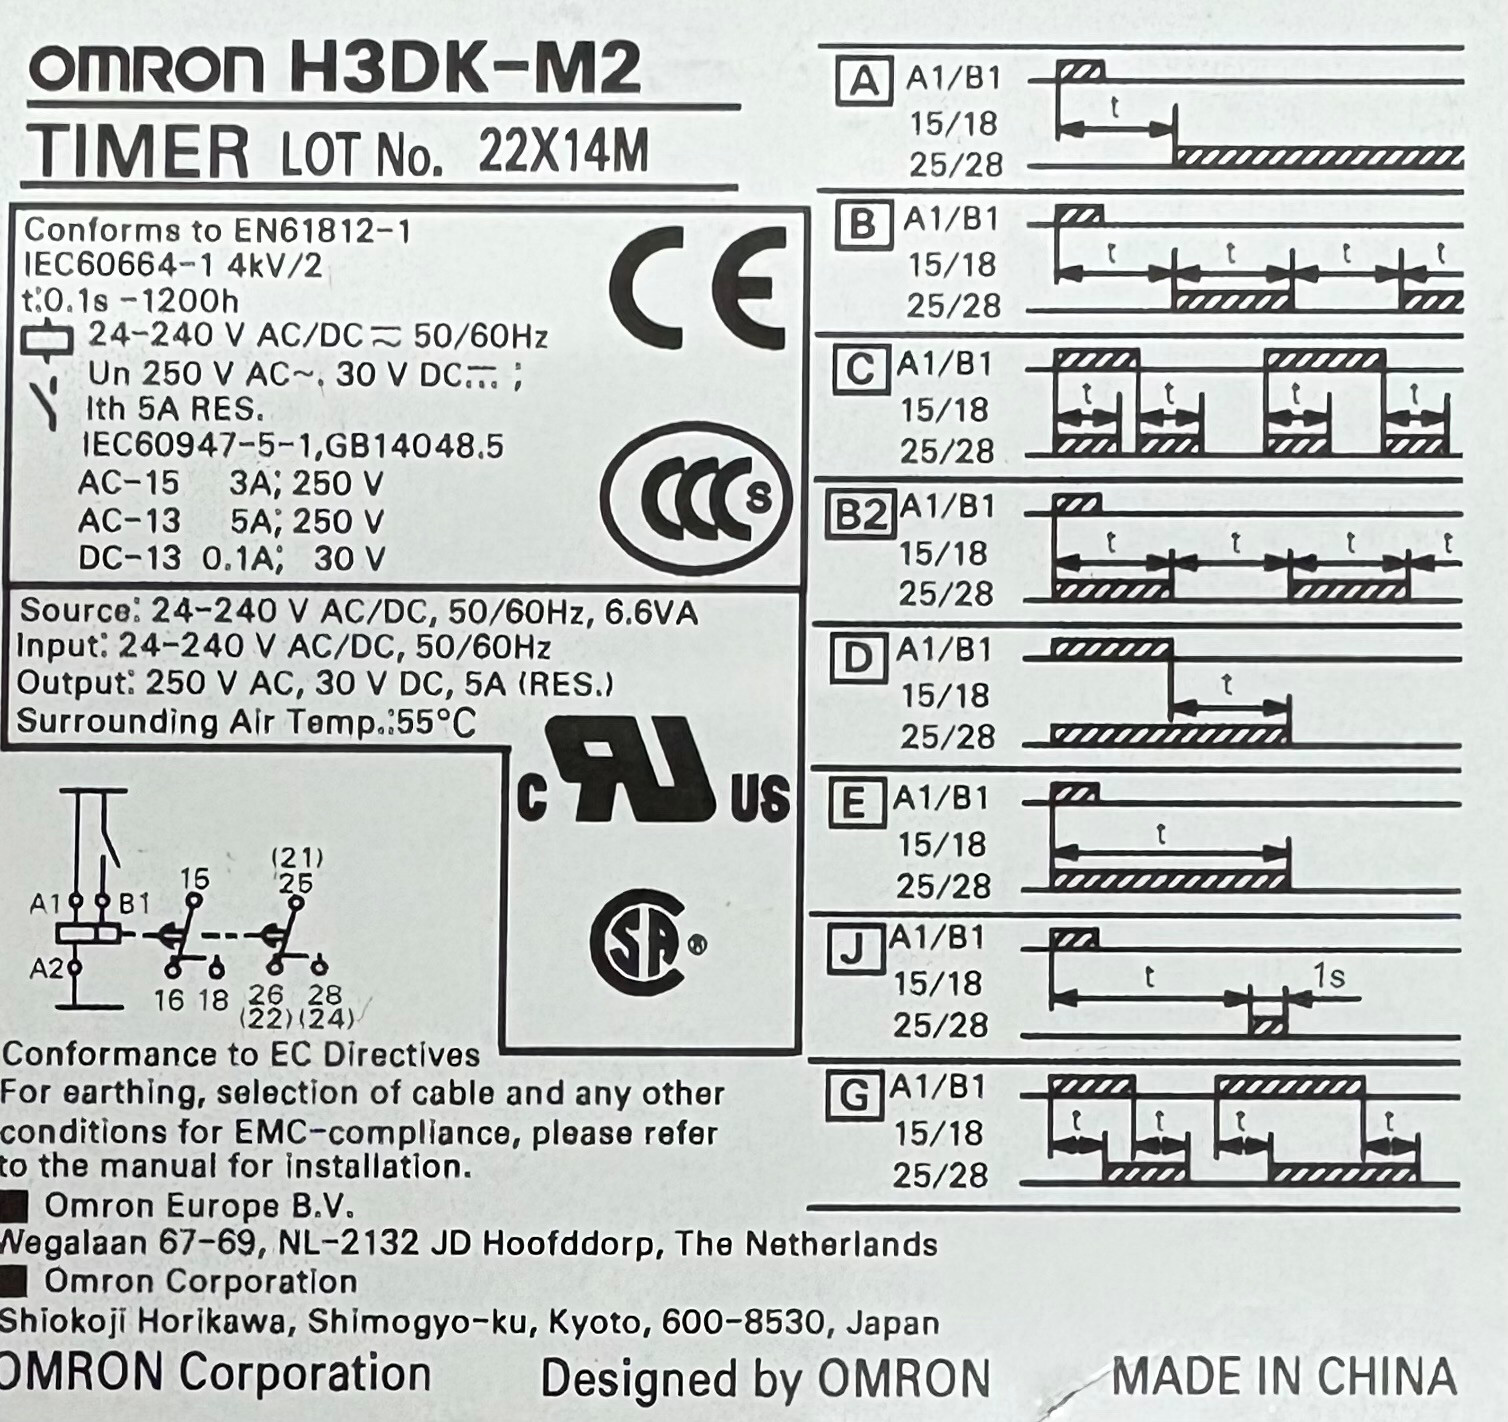 OMRON H3DK-M2
TIMER LOT No. 22X14M
Conforms to EN61812-1
IEC60664-1 4kV/2
t:0.1s -1200h
24-240 V AC/DC ⎓ 50/60Hz
Un 250 V AC~, 30 V DC⎓ ;
Ith 5A RES.
IEC60947-5-1,GB14048.5
AC-15 3A; 250 V
AC-13 5A; 250 V
DC-13 0.1A; 30 V
CE
CCC S
Source: 24-240 V AC/DC, 50/60Hz, 6.6VA
Input: 24-240 V AC/DC, 50/60Hz
Output: 250 V AC, 30 V DC, 5A (RES.)
Surrounding Air Temp.:55°C
C RU US
SA ®
(21)
15 25
A1 B1
A2
16 18 26 28
(22)(24)
Conformance to EC Directives
For earthing, selection of cable and any other
conditions for EMC-compliance, please refer
to the manual for installation.
Omron Europe B.V.
Wegalaan 67-69, NL-2132 JD Hoofddorp, The Netherlands
Omron Corporation
Shiokoji Horikawa, Shimogyo-ku, Kyoto, 600-8530, Japan
OMRON Corporation Designed by OMRON MADE IN CHINA
A A1/B1
15/18 t
25/28
B A1/B1
15/18 t t t t
25/28
C A1/B1
15/18 t t t t
25/28
B2 A1/B1
15/18 t t t t
25/28
D A1/B1
15/18 t
25/28
E A1/B1
15/18 t
25/28
J A1/B1
15/18 t 1s
25/28
G A1/B1
15/18 t t t t
25/28